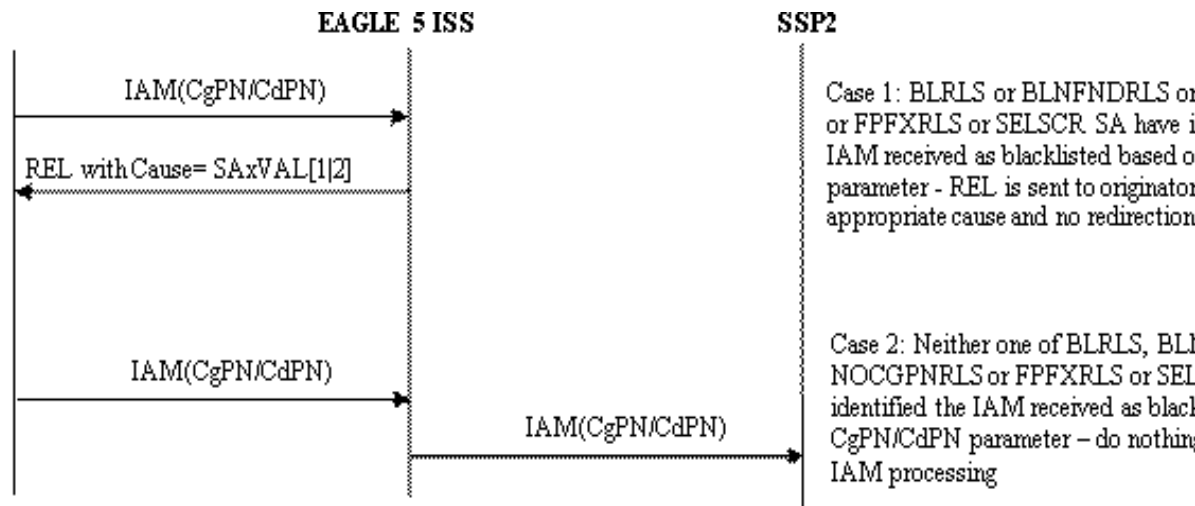 EAGLE 5 ISS
SSP2
IAM(CgPN/CdPN)
REL with Cause= SAxVAL[1|2]
Case 1: BLRLS or BLNFNDRLS or
or FPFXRLS or SELSCR SA have i
IAM received as blacklisted based o
parameter - REL is sent to originator
appropriate cause and no redirection
IAM(CgPN/CdPN)
IAM(CgPN/CdPN)
Case 2: Neither one of BLRLS, BLN
NOCGPNRLS or FPFXRLS or SEL
identified the IAM received as black
CgPN/CdPN parameter – do nothing
IAM processing